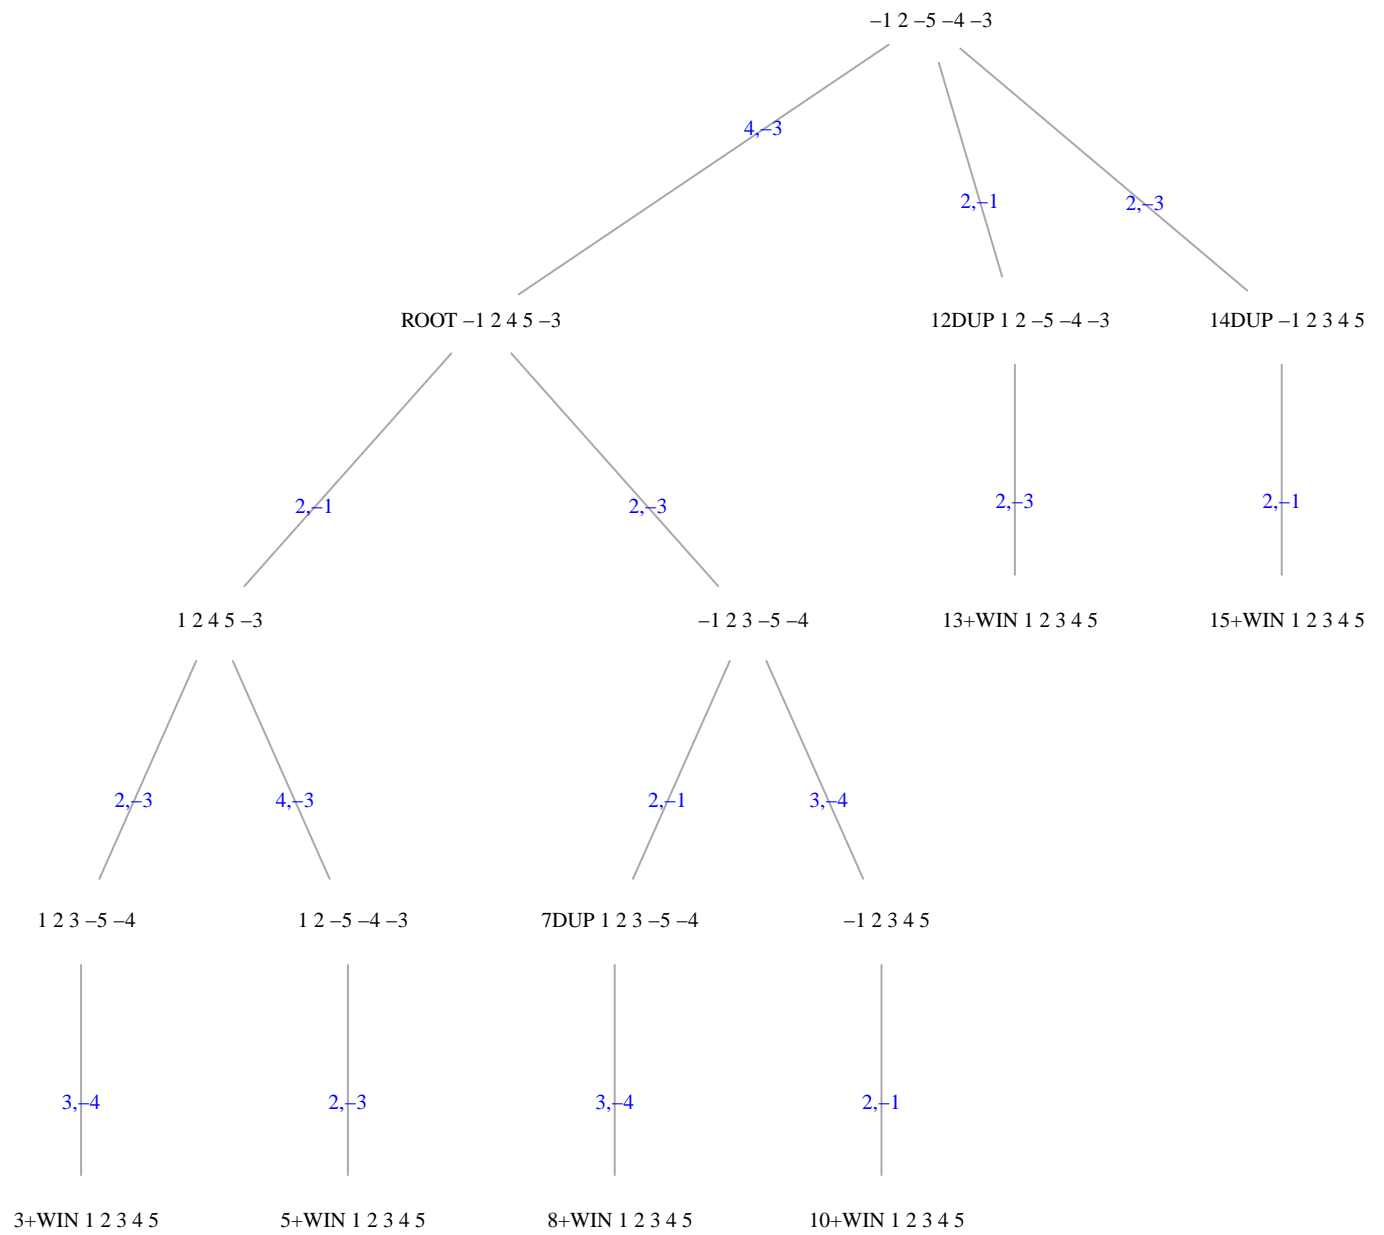 –1 2 –5 –4 –3
4,–3
2,–1
2,–3
ROOT –1 2 4 5 –3
12DUP 1 2 –5 –4 –3
14DUP –1 2 3 4 5
2,–1
2,–3
2,–3
2,–1
1 2 4 5 –3
–1 2 3 –5 –4
13+WIN 1 2 3 4 5
15+WIN 1 2 3 4 5
2,–3
4,–3
2,–1
3,–4
1 2 3 –5 –4
1 2 –5 –4 –3
7DUP 1 2 3 –5 –4
–1 2 3 4 5
3,–4
2,–3
3,–4
2,–1
3+WIN 1 2 3 4 5
5+WIN 1 2 3 4 5
8+WIN 1 2 3 4 5
10+WIN 1 2 3 4 5